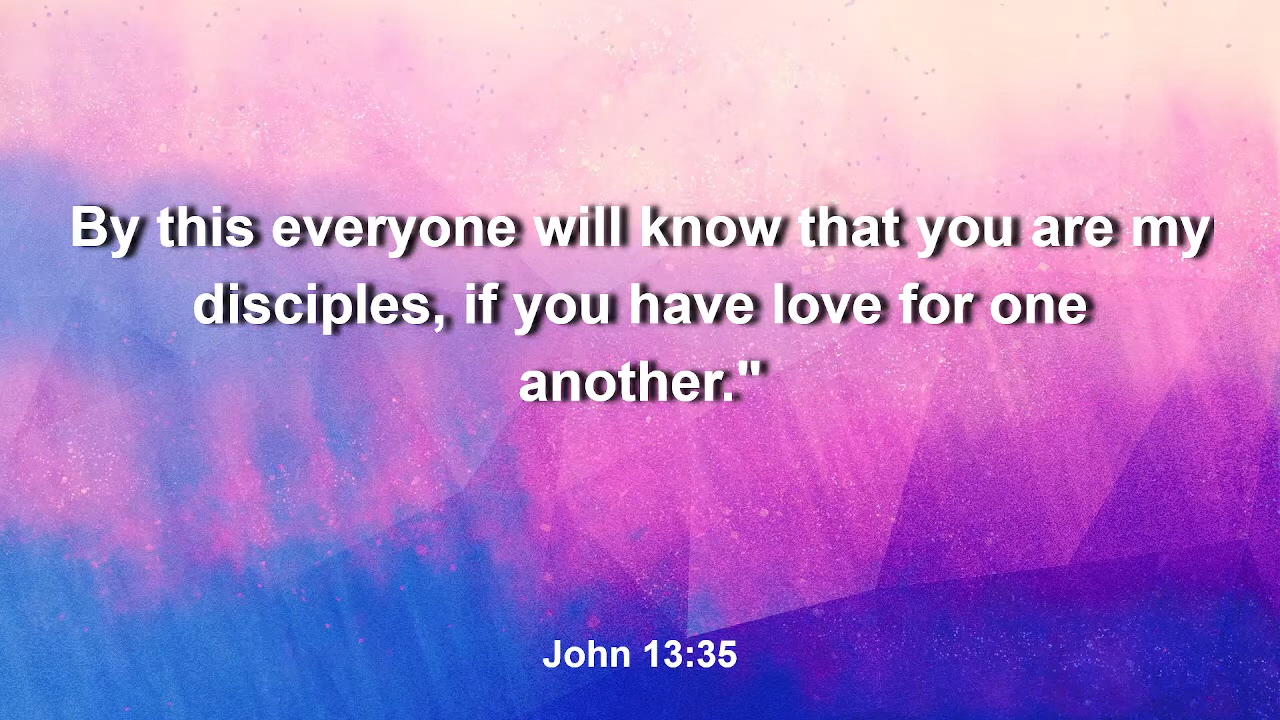 By this everyone will know that you are my
disciples, if you have love for one
another."
John 13:35